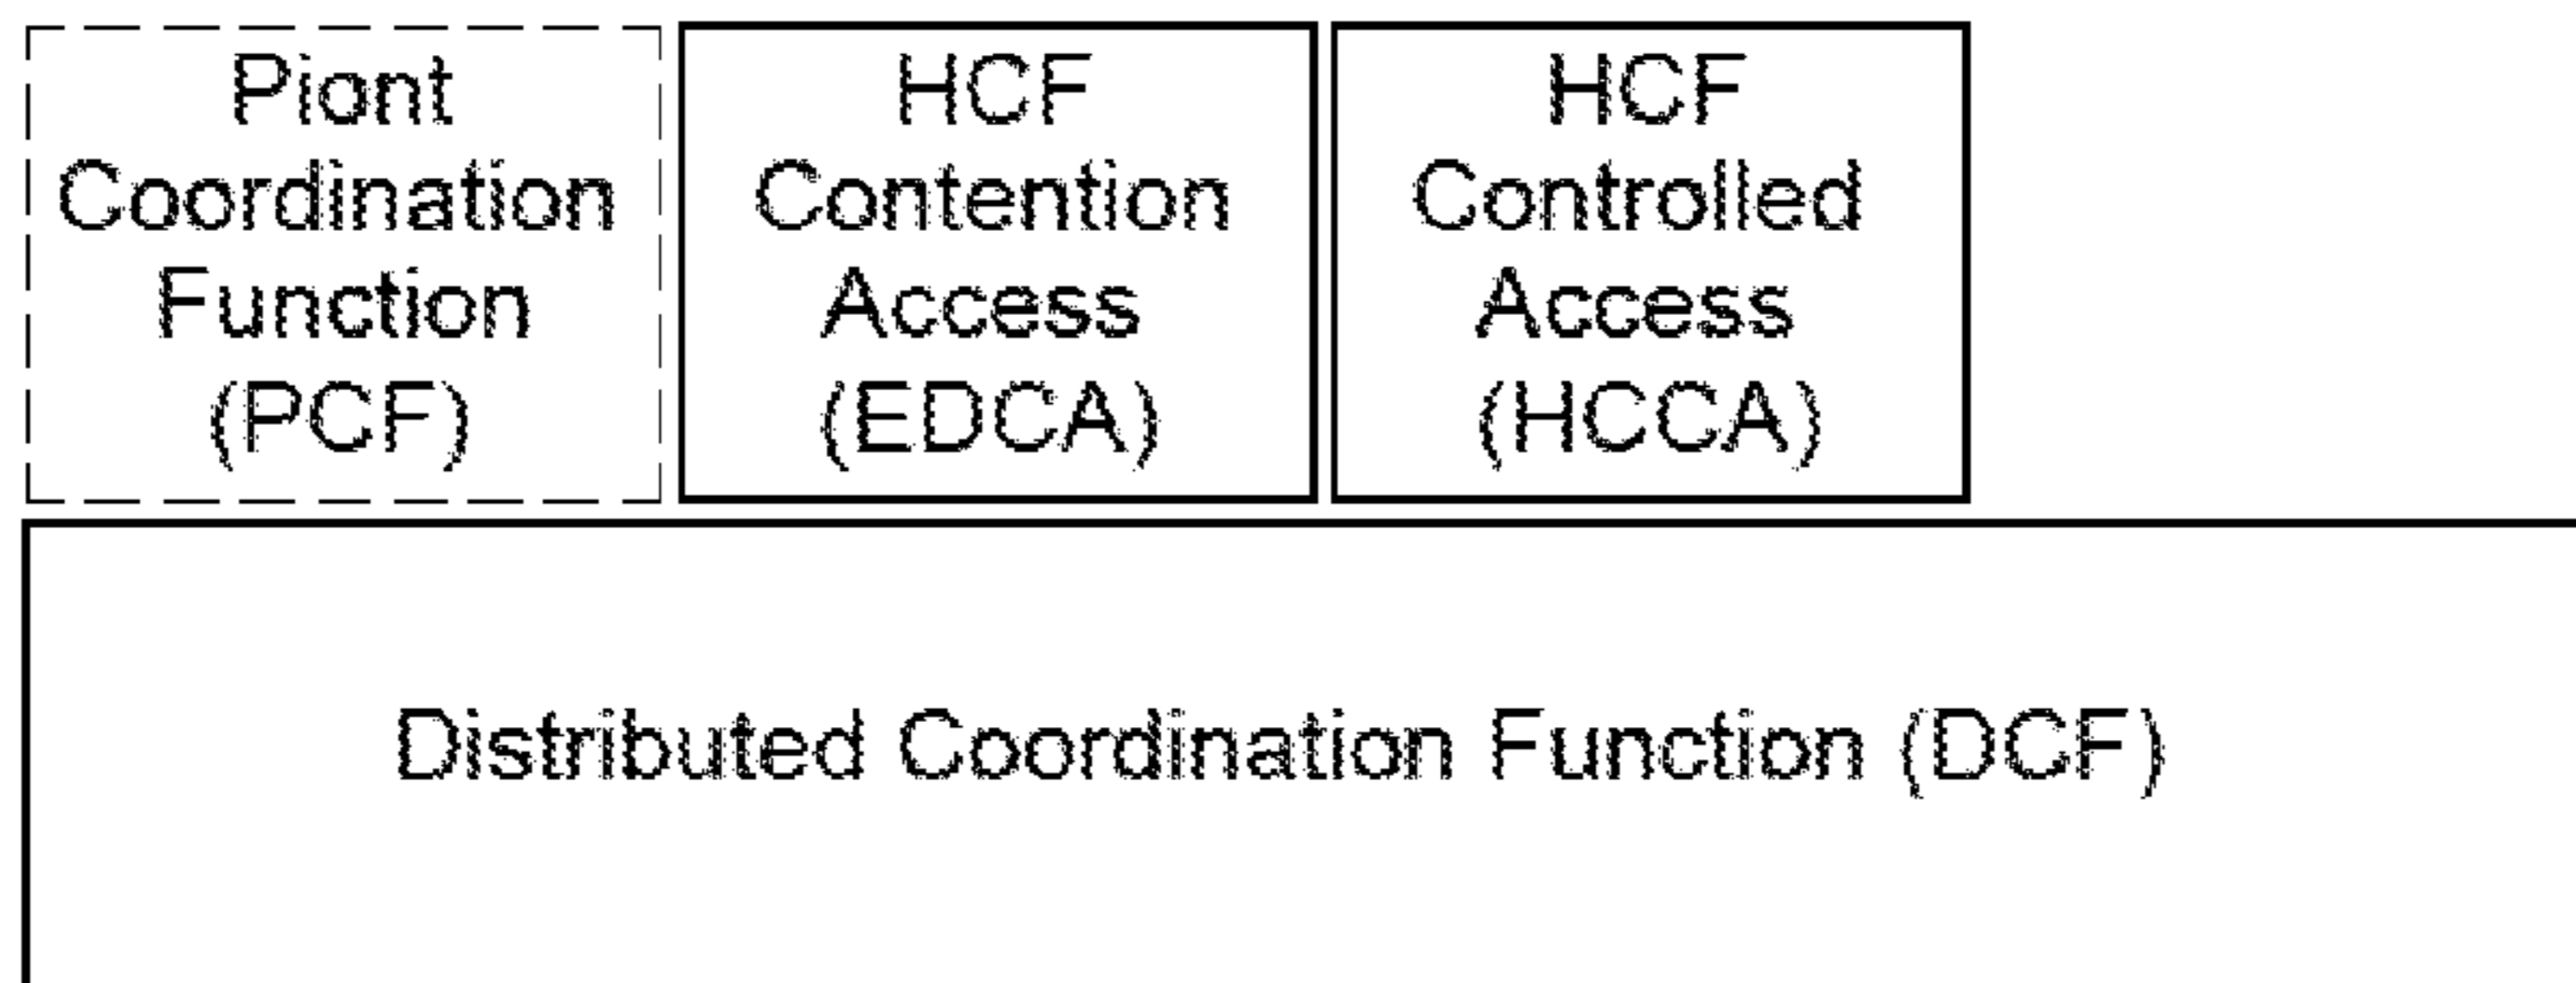 Piont
Coordination
Function
(PCF)
HCF
Contention
Access
(EDCA)
HCF
Controlled
Access
(HCCA)
Distributed Coordination Function (DCF)